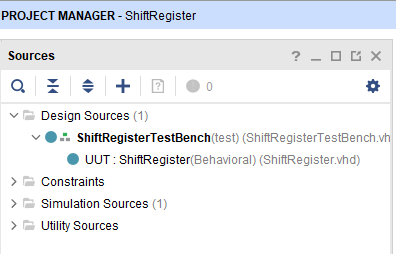 PROJECT MANAGER - ShiftRegister
Sources
0
Design Sources (1)
ShiftRegisterTestBench(test) (ShiftRegisterTestBench.vh
UUT : ShiftRegister(Behavioral) (ShiftRegister.vhd)
Constraints
Simulation Sources (1)
Utility Sources